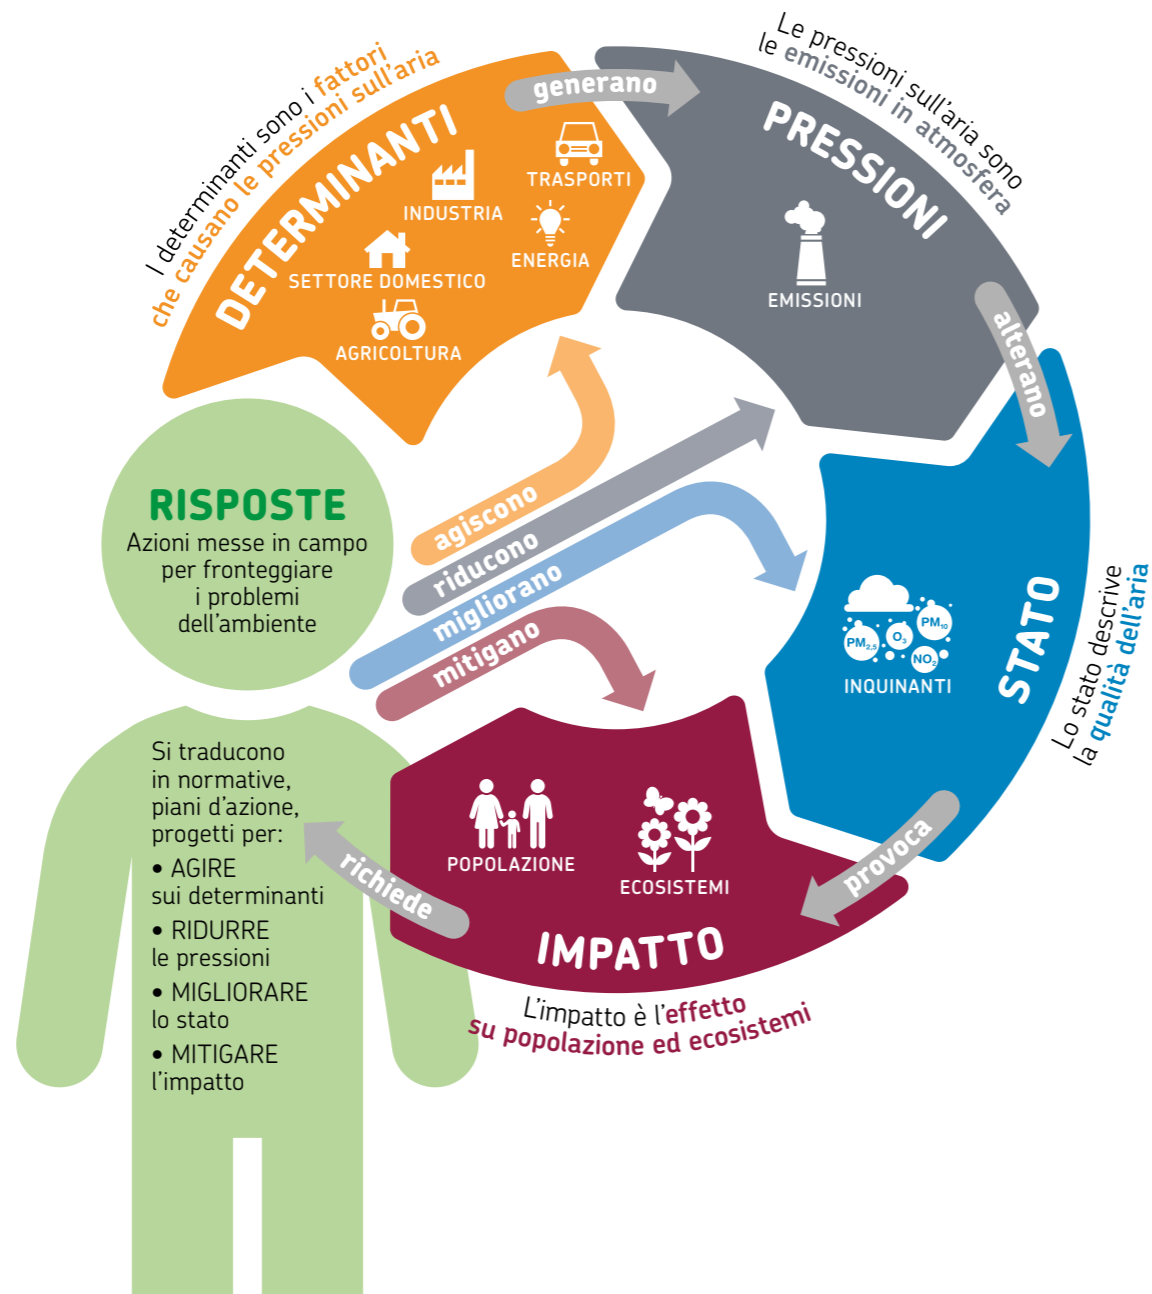 I determinanti sono i fattori
che causano le pressioni sull'aria
DETERMINANTI
TRASPORTI
INDUSTRIA
ENERGIA
SETTORE DOMESTICO
AGRICOLTURA
generano
Le pressioni sull'aria sono
le emissioni in atmosfera
PRESSIONI
EMISSIONI
alterano
STATO
PM10
PM2,5
O3
NO2
INQUINANTI
Lo stato descrive
la qualità dell'aria
provoca
IMPATTO
POPOLAZIONE
ECOSISTEMI
L'impatto è l'effetto
su popolazione ed ecosistemi
richiede
RISPOSTE
Azioni messe in campo
per fronteggiare
i problemi
dell'ambiente
agiscono
riducono
migliorano
mitigano
Si traducono
in normative,
piani d'azione,
progetti per:
• AGIRE
sui determinanti
• RIDURRE
le pressioni
• MIGLIORARE
lo stato
• MITIGARE
l'impatto